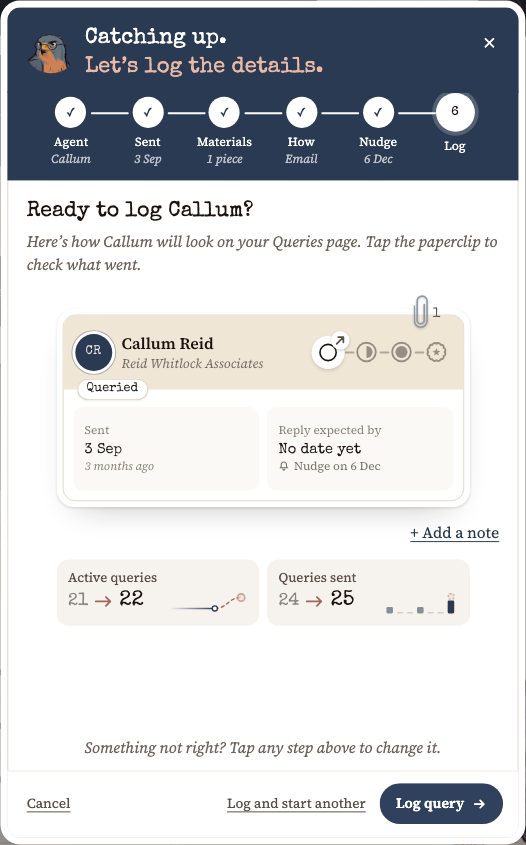 Catching up.
Let’s log the details.
✕
✓ ✓ ✓ ✓ ✓ 6
Agent Sent Materials How Nudge Log
Callum 3 Sep 1 piece Email 6 Dec
Ready to log Callum?
Here’s how Callum will look on your Queries page. Tap the paperclip to
check what went.
1
CR Callum Reid
Reid Whitlock Associates
Queried
Sent
3 Sep
3 months ago
Reply expected by
No date yet
Nudge on 6 Dec
+ Add a note
Active queries
21 → 22
Queries sent
24 → 25
Something not right? Tap any step above to change it.
Cancel Log and start another Log query →